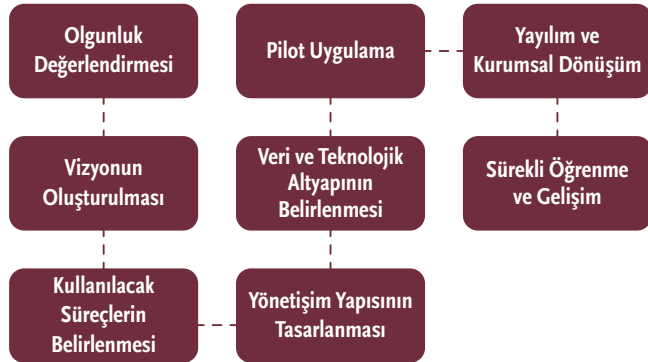 Olgunluk
Değerlendirmesi
Vizyonun
Oluşturulması
Kullanılacak
Süreçlerin
Belirlenmesi
Yönetişim Yapısının
Tasarlanması
Veri ve Teknolojik
Altyapının
Belirlenmesi
Pilot Uygulama
Yayılım ve
Kurumsal Dönüşüm
Sürekli Öğrenme
ve Gelişim